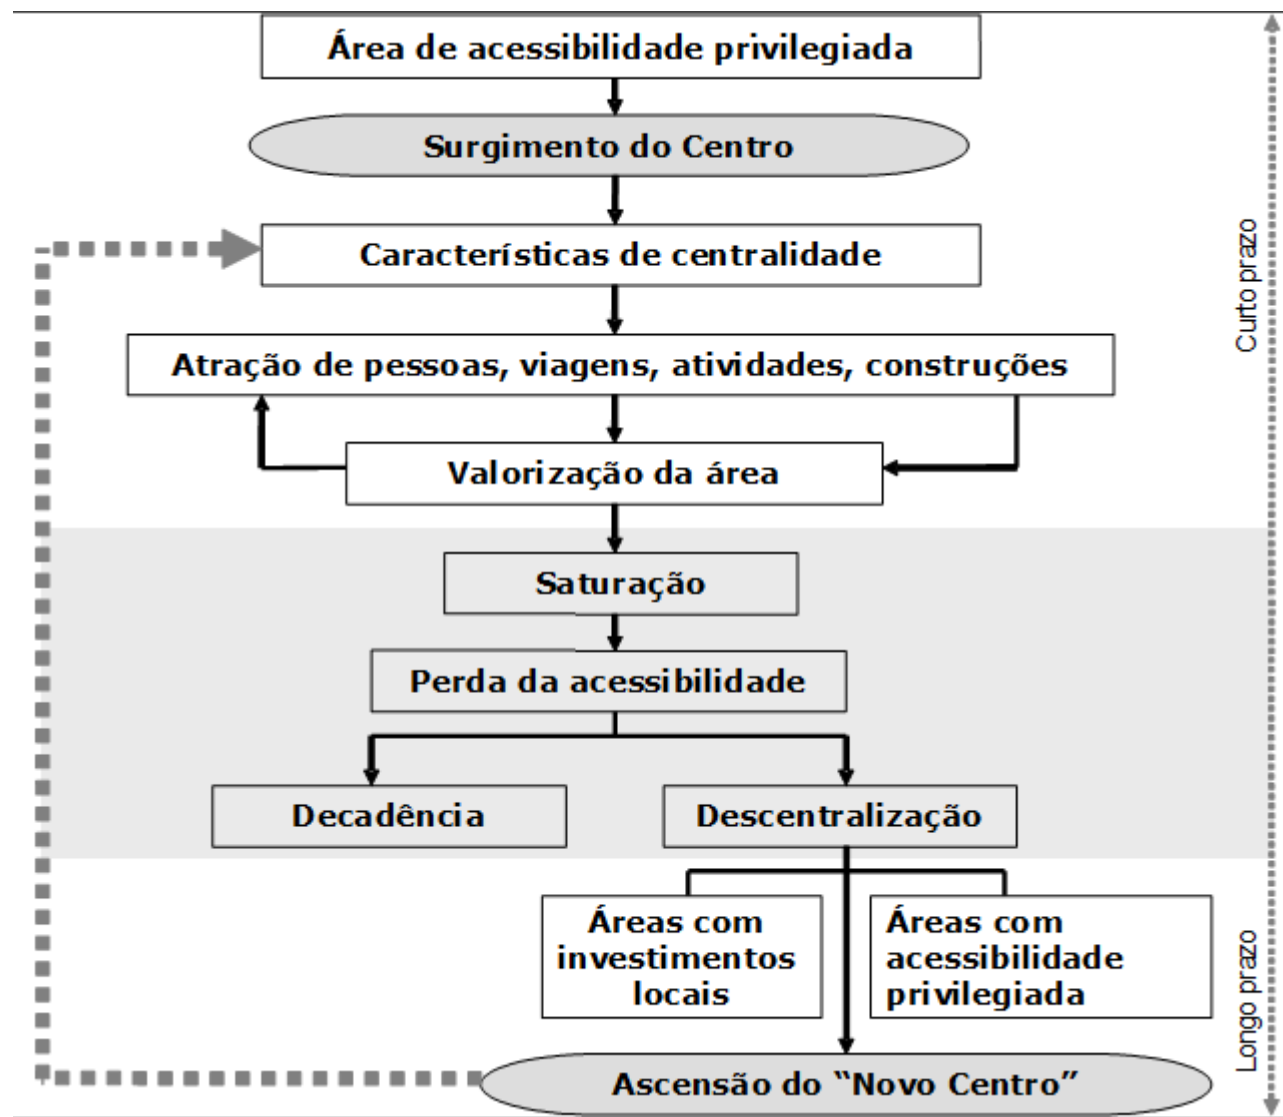 Área de acessibilidade privilegiada
Surgimento do Centro
Características de centralidade
Atração de pessoas, viagens, atividades, construções
Valorização da área
Saturação
Perda da acessibilidade
Decadência
Descentralização
Áreas com
investimentos
locais
Áreas com
acessibilidade
privilegiada
Ascensão do “Novo Centro”
Curto prazo
Longo prazo